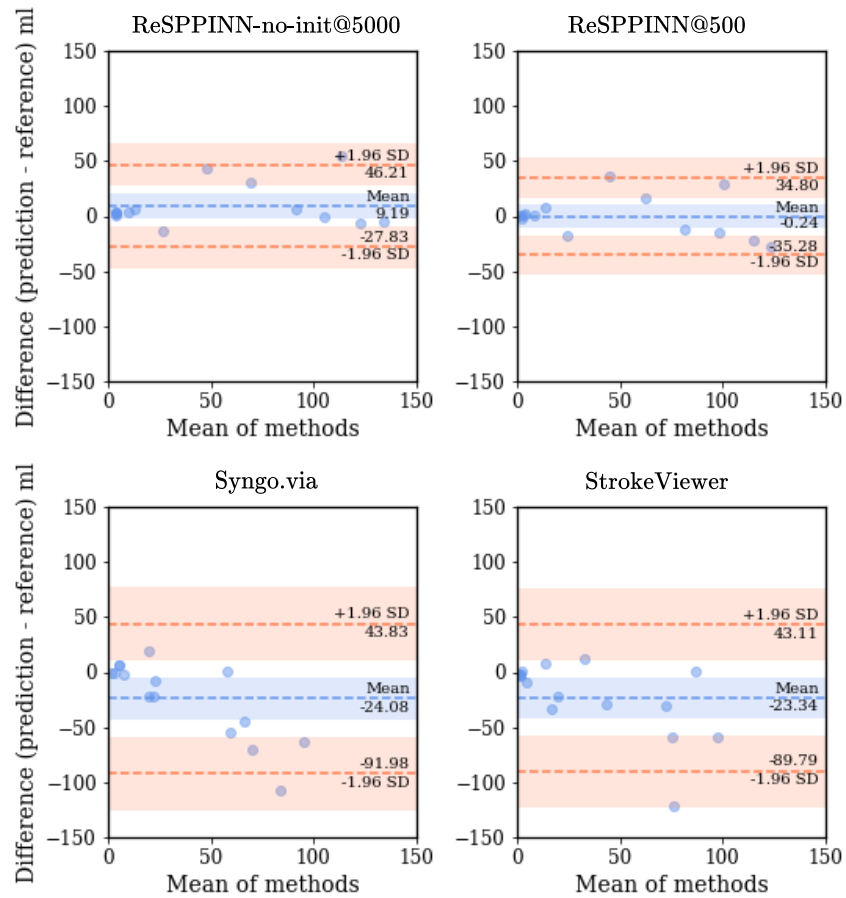 ReSPPINN-no-init@5000
Difference (prediction - reference) ml
150
100
50
0
−50
−100
−150
+1.96 SD
46.21
Mean
9.19
-27.83
-1.96 SD
0
50
100
150
Mean of methods
ReSPPINN@500
150
100
50
0
−50
−100
−150
+1.96 SD
34.80
Mean
-0.24
-35.28
-1.96 SD
0
50
100
150
Mean of methods
Syngo.via
Difference (prediction - reference) ml
150
100
50
0
−50
−100
−150
+1.96 SD
43.83
Mean
-24.08
-91.98
-1.96 SD
0
50
100
150
Mean of methods
StrokeViewer
150
100
50
0
−50
−100
−150
+1.96 SD
43.11
Mean
-23.34
-89.79
-1.96 SD
0
50
100
150
Mean of methods